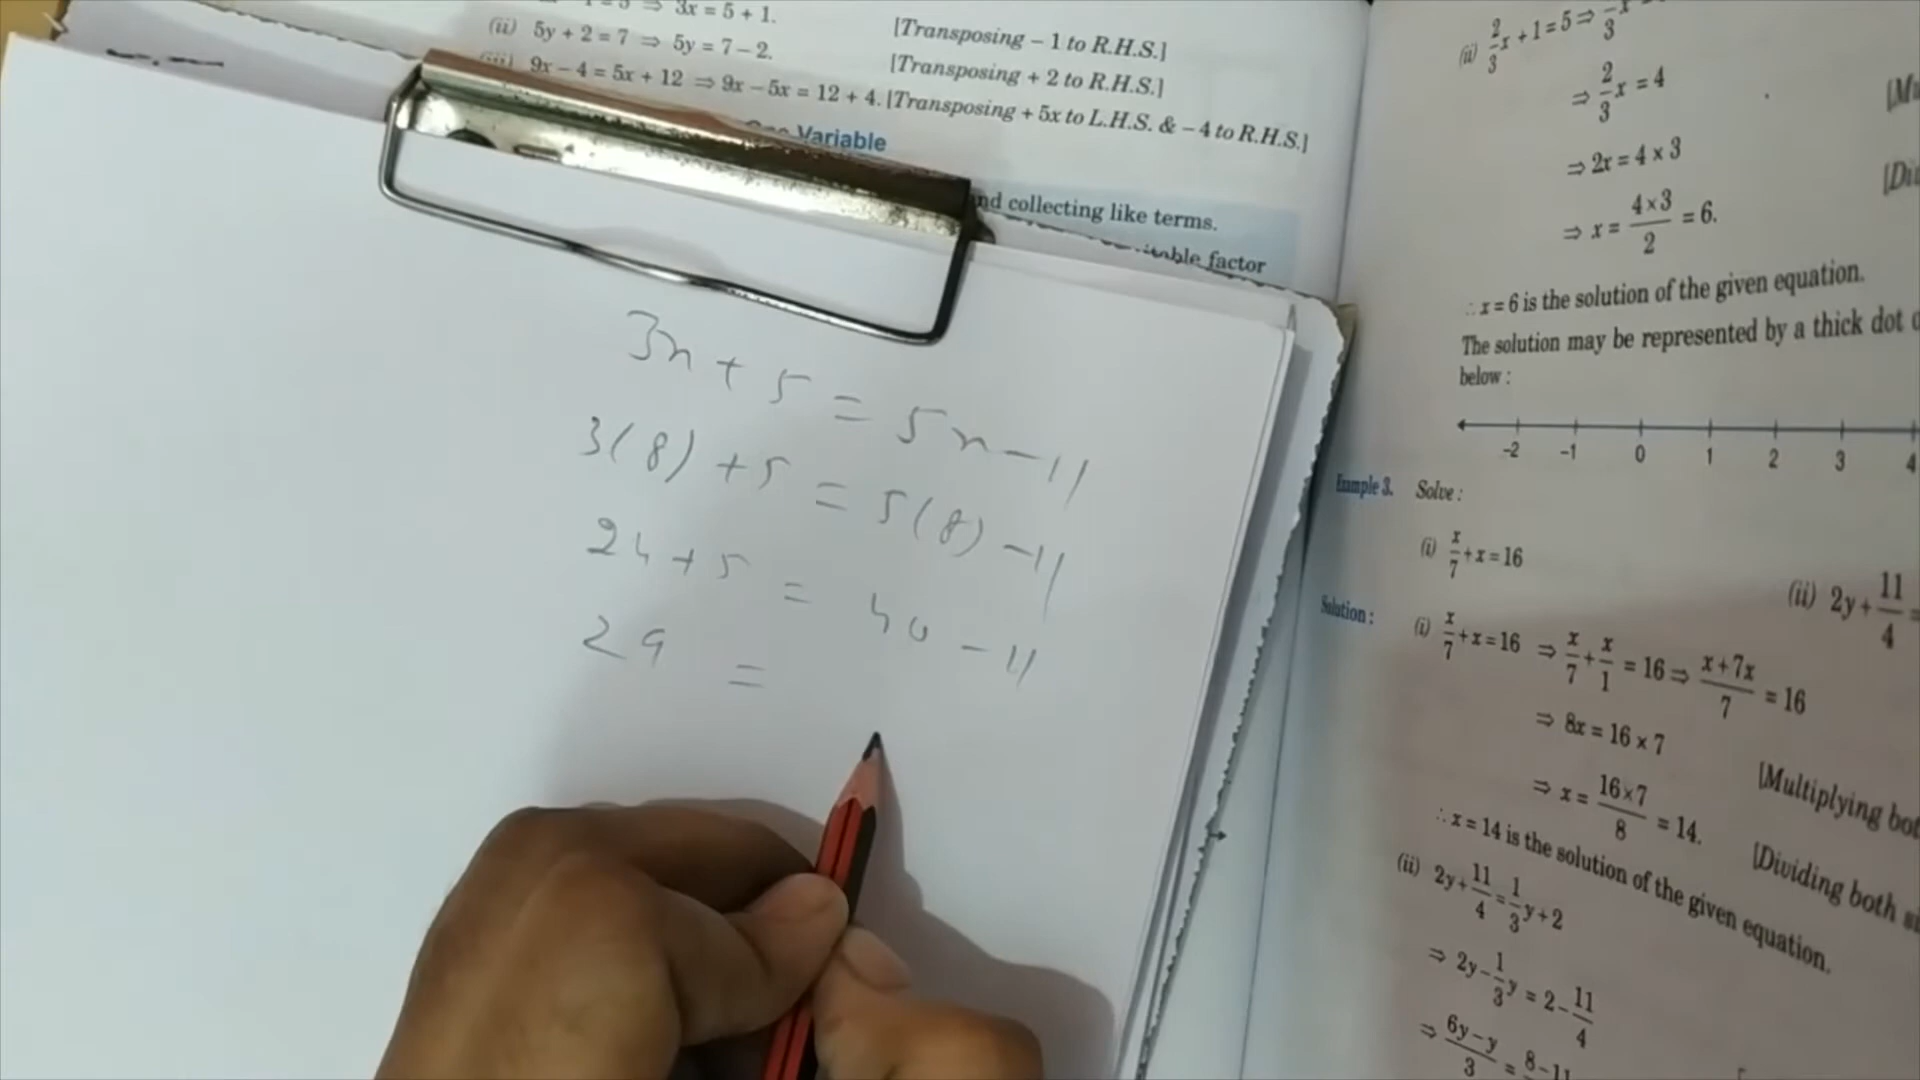 = 5 ⇒ 3x = 5 + 1.
[Transposing – 1 to R.H.S.]
(ii) 5y + 2 = 7 ⇒ 5y = 7 – 2.
[Transposing + 2 to R.H.S.]
9x – 4 = 5x + 12 ⇒ 9x – 5x = 12 + 4. [Transposing + 5x to L.H.S. & – 4 to R.H.S.]
Variable
collecting like terms.
factor
3x + 5 = 5x - 11
3(8) + 5 = 5(8) - 11
24 + 5 = 40 - 11
29 =
(ii) 2/3 x + 1 = 5 ⇒
⇒ 2/3 x = 4
⇒ 2x = 4 × 3
⇒ x = 4 × 3 / 2 = 6.
∴ x = 6 is the solution of the given equation.
The solution may be represented by a thick dot
below :
-2 -1 0 1 2 3 4
Example 3. Solve :
(i) x/7 + x = 16
(ii) 2y + 11/4 =
Solution : (i) x/7 + x = 16 ⇒ x/7 + x/1 = 16 ⇒ x + 7x / 7 = 16
⇒ 8x = 16 × 7
[Multiplying
⇒ x = 16 × 7 / 8 = 14.
[Dividing both
∴ x = 14 is the solution of the given equation.
(ii) 2y + 11/4 = 1/3 y + 2
⇒ 2y - 1/3 y = 2 - 11/4
⇒ 6y - y / 3 = 8 - 11